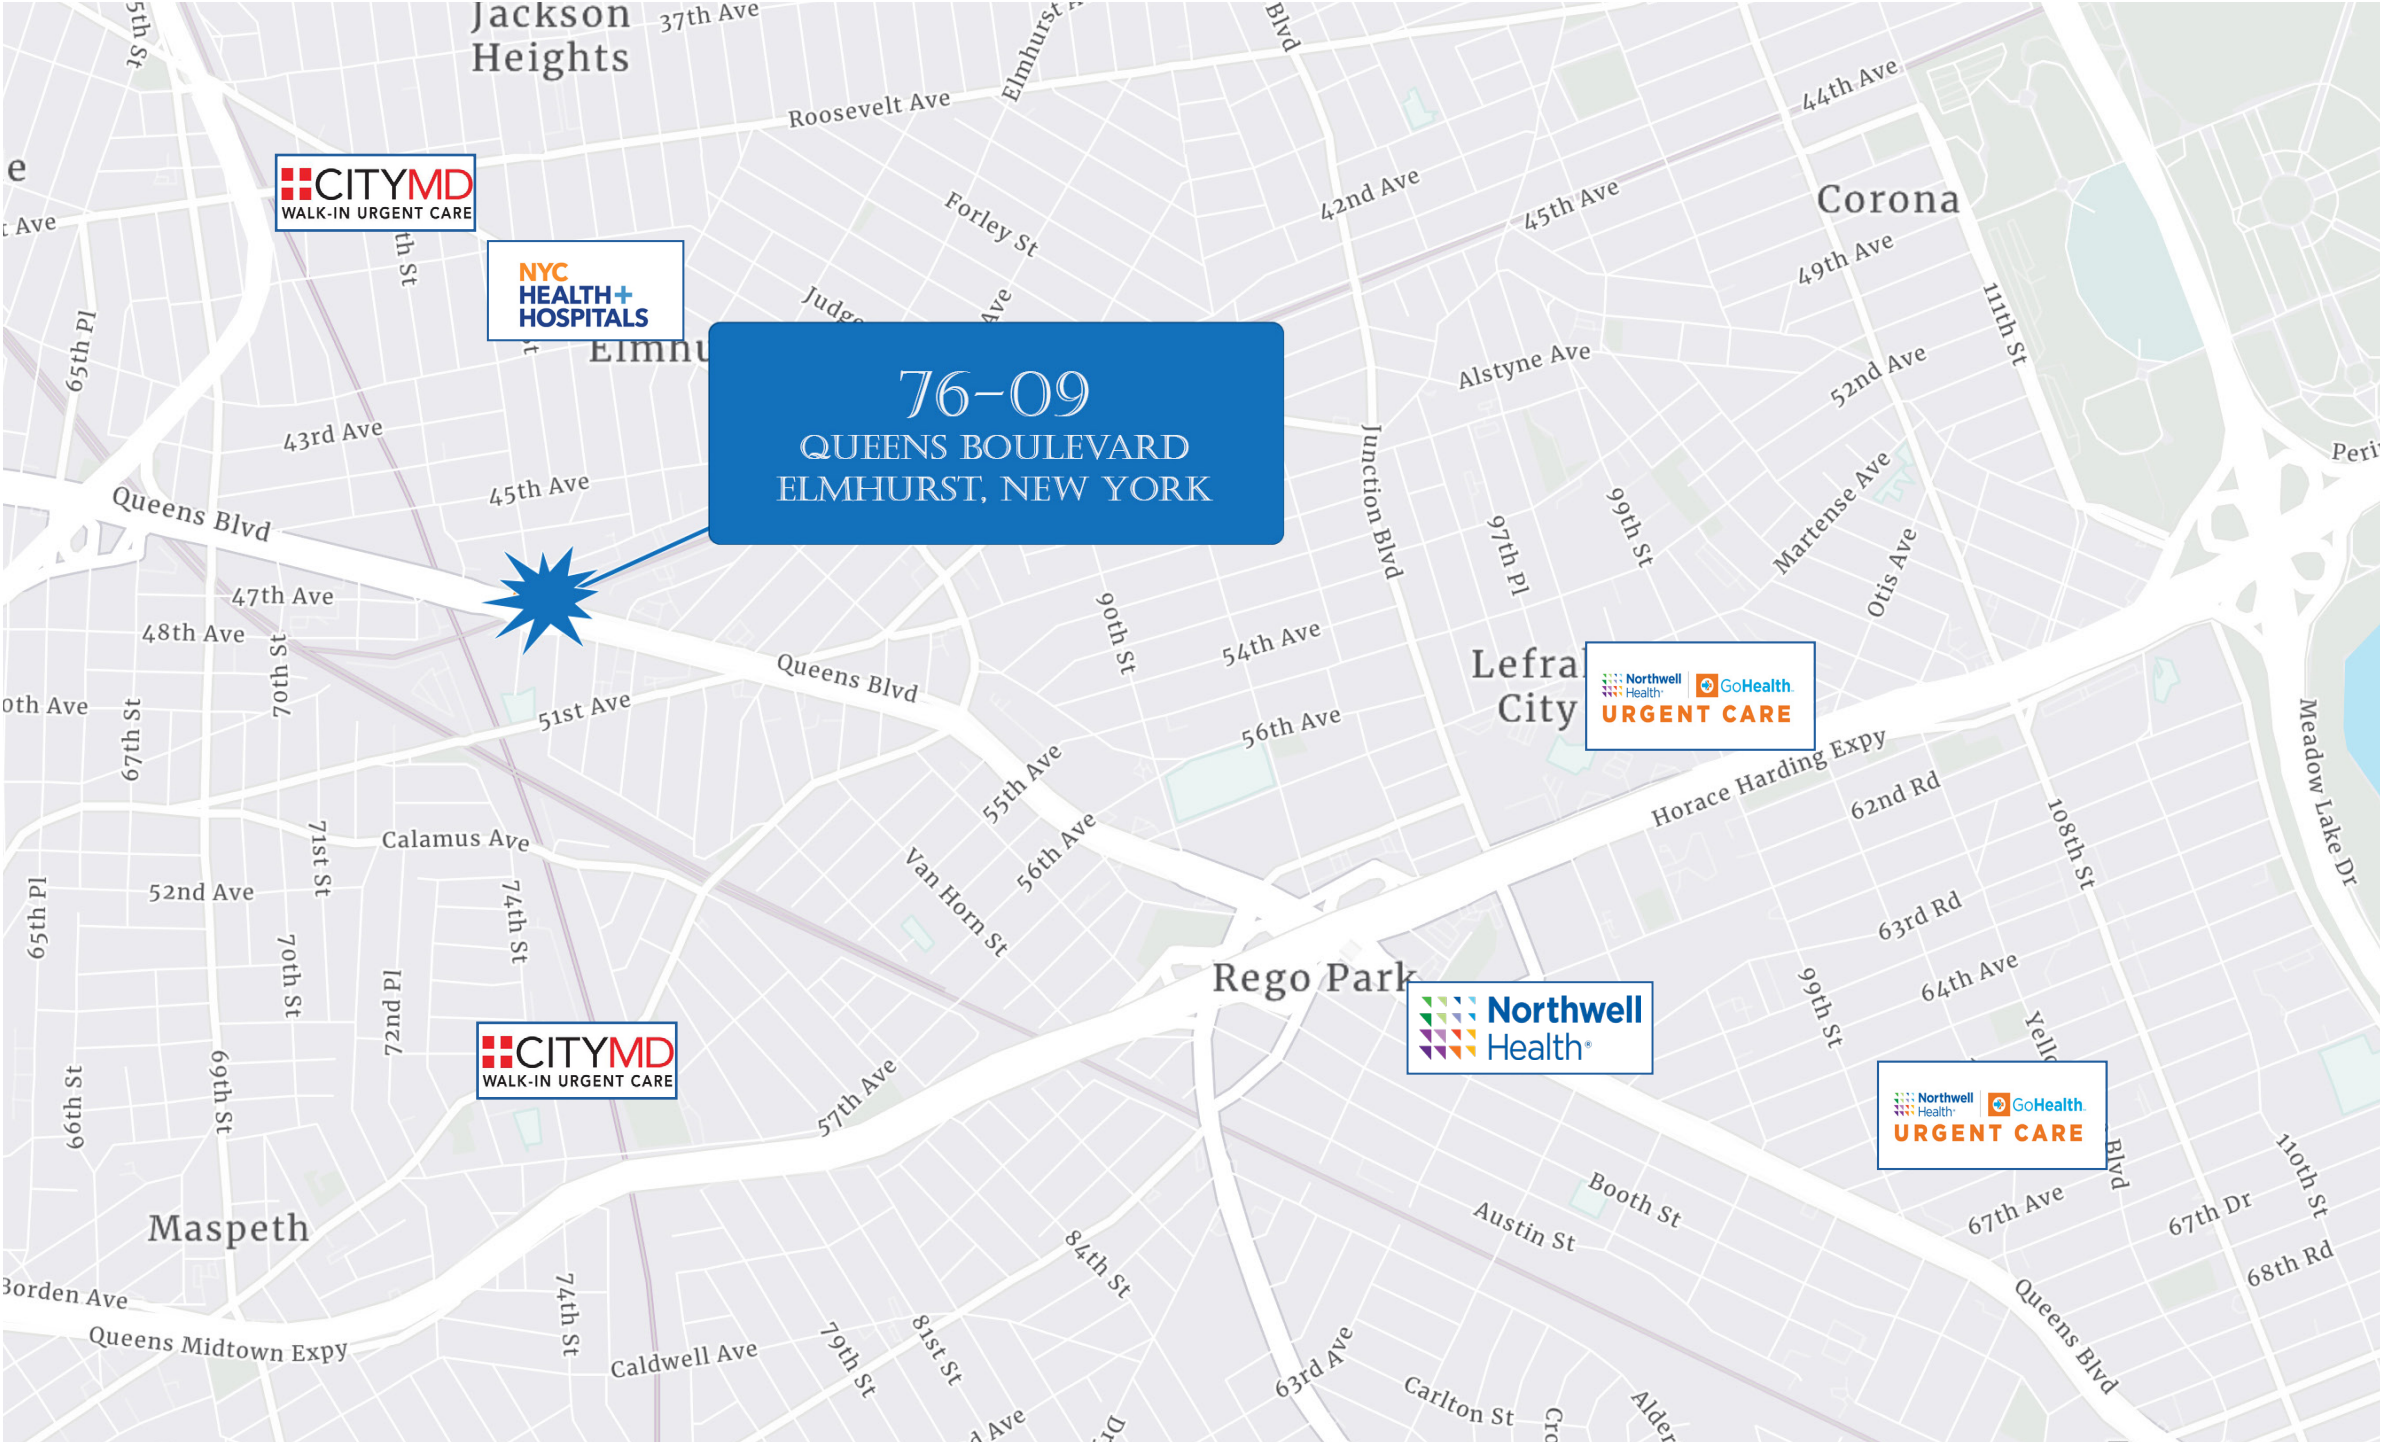 Jackson
Heights
37th Ave
Elmhurst
Blvd
5th St
Roosevelt Ave
44th Ave
e
CITYMD
WALK-IN URGENT CARE
Ave
th St
NYC
HEALTH+
HOSPITALS
Forley St
42nd Ave
45th Ave
Corona
49th Ave
Ave
65th Pl
43rd Ave
45th Ave
Queens Blvd
76-09
QUEENS BOULEVARD
ELMHURST, NEW YORK
Alstyne Ave
52nd Ave
111th St
Junction Blvd
97th Pl
99th St
Martense Ave
Otis Ave
47th Ave
48th Ave
70th St
67th St
51st Ave
Queens Blvd
90th St
54th Ave
56th Ave
City
Northwell
Health
GoHealth
URGENT CARE
Horace Harding Expy
62nd Rd
108th St
Meadow Lake Dr
55th Ave
56th Ave
Van Horn St
Calamus Ave
71st St
52nd Ave
65th Pl
70th St
72nd Pl
74th St
66th St
69th St
CITYMD
WALK-IN URGENT CARE
57th Ave
Rego Park
Northwell
Health
63rd Rd
64th Ave
99th St
Northwell
Health
GoHealth
URGENT CARE
Blvd
Maspeth
Borden Ave
Queens Midtown Expy
74th St
Caldwell Ave
79th St
81st St
84th St
63rd Ave
Carlton St
Austin St
Booth St
67th Ave
67th Dr
110th St
68th Rd
Queens Blvd
Alder
Ave